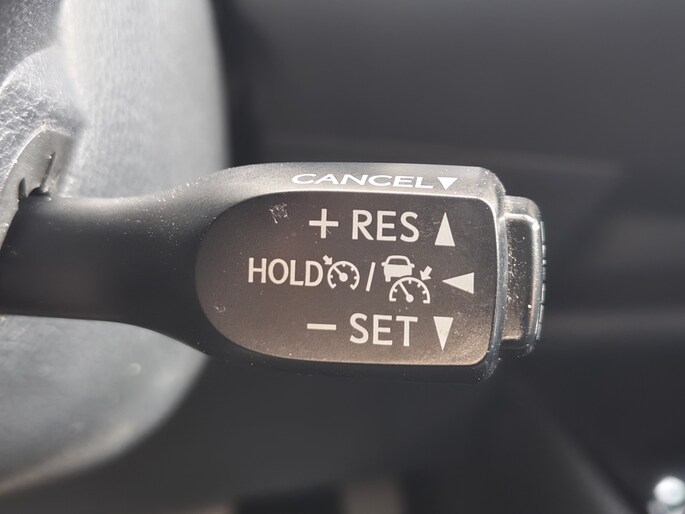 CANCEL▼
+ RES ▲
HOLD / ◀
− SET ▼